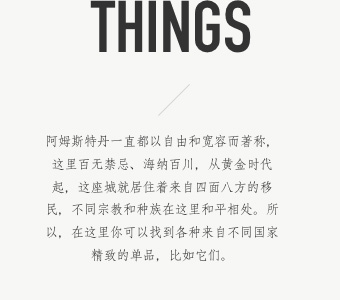 THINGS
阿姆斯特丹一直都以自由和宽容而著称，
这里百无禁忌、海纳百川，从黄金时代
起，这座城就居住着来自四面八方的移
民，不同宗教和种族在这里和平相处。所
以，在这里你可以找到各种来自不同国家
精致的单品，比如它们。